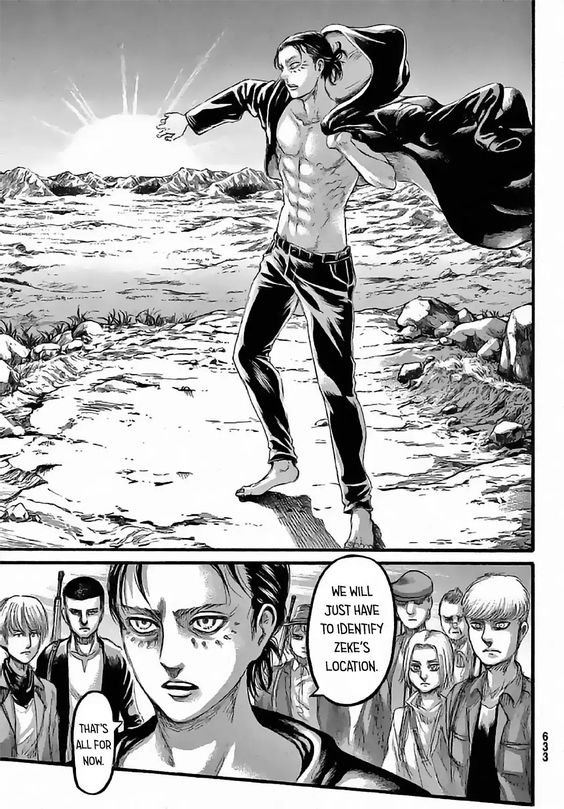 WE WILL
JUST HAVE
TO IDENTIFY
ZEKE'S
LOCATION.
THAT'S
ALL FOR
NOW.
633